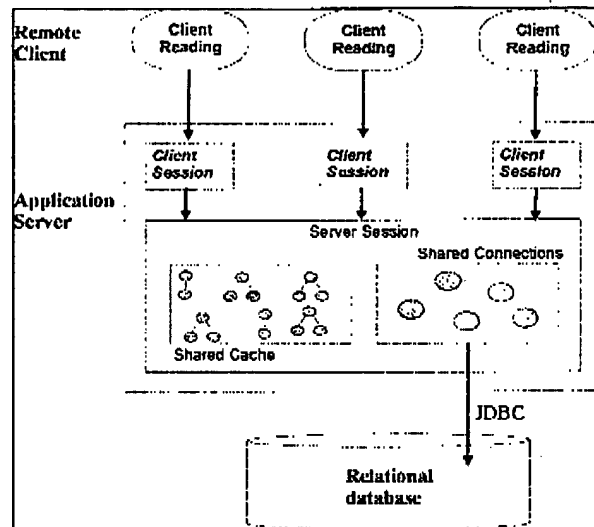 Remote
Client
Client
Reading
Client
Reading
Client
Reading
Client
Session
Client
Session
Client
Session
Application
Server
Server Session
Shared Connections
Shared Cache
JDBC
Relational
database